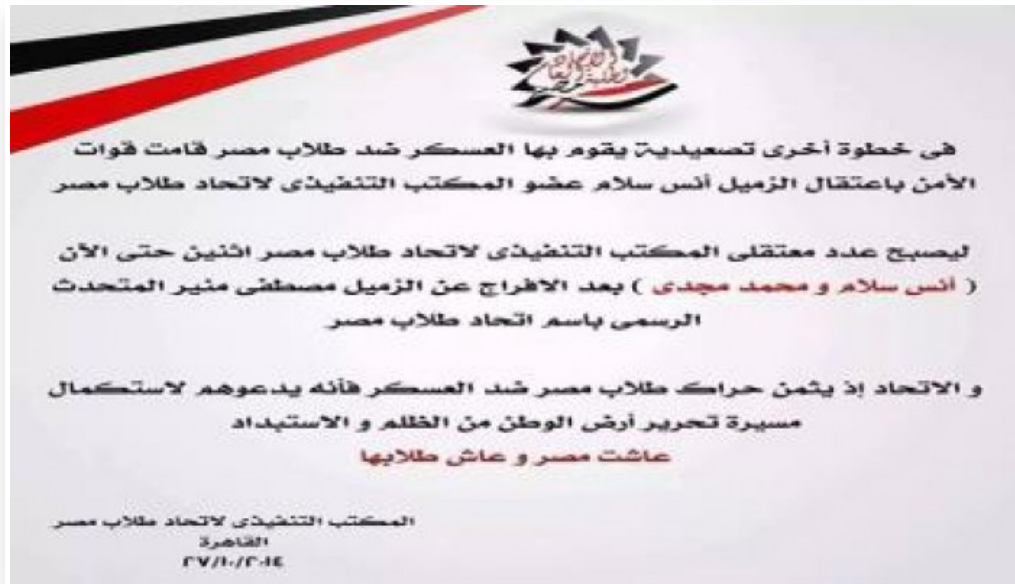 الاتحاد العام
لطلبة مصر
فى خطوة أخرى تصعيدية يقوم بها العسكر ضد طلاب مصر قامت قوات
الأمن باعتقال الزميل أنس سلام عضو المكتب التنفيذى لاتحاد طلاب مصر
ليصبح عدد معتقلى المكتب التنفيذى لاتحاد طلاب مصر اثنين حتى الآن
( أنس سلام و محمد مجدى ) بعد الافراج عن الزميل مصطفى منير المتحدث
الرسمى باسم اتحاد طلاب مصر
و الاتحاد إذ يثمن حراك طلاب مصر ضد العسكر فأنه يدعوهم لاستكمال
مسيرة تحرير أرض الوطن من الظلم و الاستبداد
عاشت مصر و عاش طلابها
المكتب التنفيذى لاتحاد طلاب مصر
القاهرة
٢٧/١٠/٢٠١٤